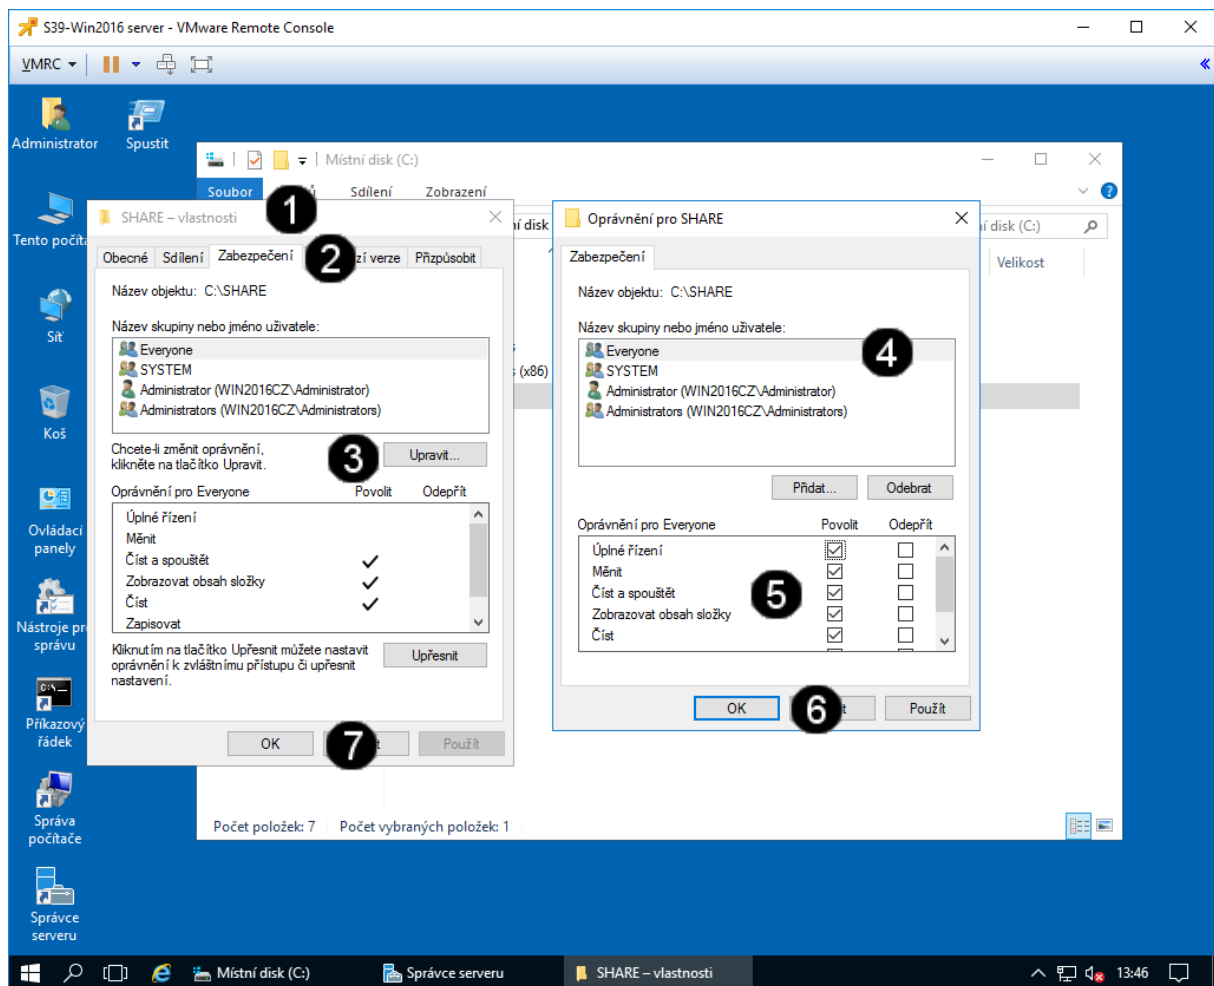 S39-Win2016 server - VMware Remote Console
VMRC
Administrator
Spustit
Tento počíta
Síť
Koš
Ovládací
panely
Nástroje pr
správu
C:\
Příkazový
řádek
Správa
počítače
Správce
serveru
Místní disk (C:)
Soubor
Sdílení
Zobrazení
ní disk
í disk (C:)
Velikost
s (x86)
Počet položek: 7
Počet vybraných položek: 1
SHARE – vlastnosti
1
Obecné
Sdílení
Zabezpečení
2
zí verze
Přizpůsobit
Název objektu: C:\SHARE
Název skupiny nebo jméno uživatele:
Everyone
SYSTEM
Administrator (WIN2016CZ\Administrator)
Administrators (WIN2016CZ\Administrators)
Chcete-li změnit oprávnění,
klikněte na tlačítko Upravit.
3
Upravit...
Oprávnění pro Everyone
Povolit
Odepřít
Úplné řízení
Měnit
Číst a spouštět
Zobrazovat obsah složky
Číst
Zapisovat
Kliknutím na tlačítko Upřesnit můžete nastavit
oprávnění k zvláštnímu přístupu či upřesnit
nastavení.
Upřesnit
OK
7
t
Použít
Oprávnění pro SHARE
Zabezpečení
Název objektu: C:\SHARE
Název skupiny nebo jméno uživatele:
4
Everyone
SYSTEM
Administrator (WIN2016CZ\Administrator)
Administrators (WIN2016CZ\Administrators)
Přidat...
Odebrat
Oprávnění pro Everyone
Povolit
Odepřít
Úplné řízení
Měnit
Číst a spouštět
5
Zobrazovat obsah složky
Číst
OK
6
t
Použít
Místní disk (C:)
Správce serveru
SHARE – vlastnosti
13:46